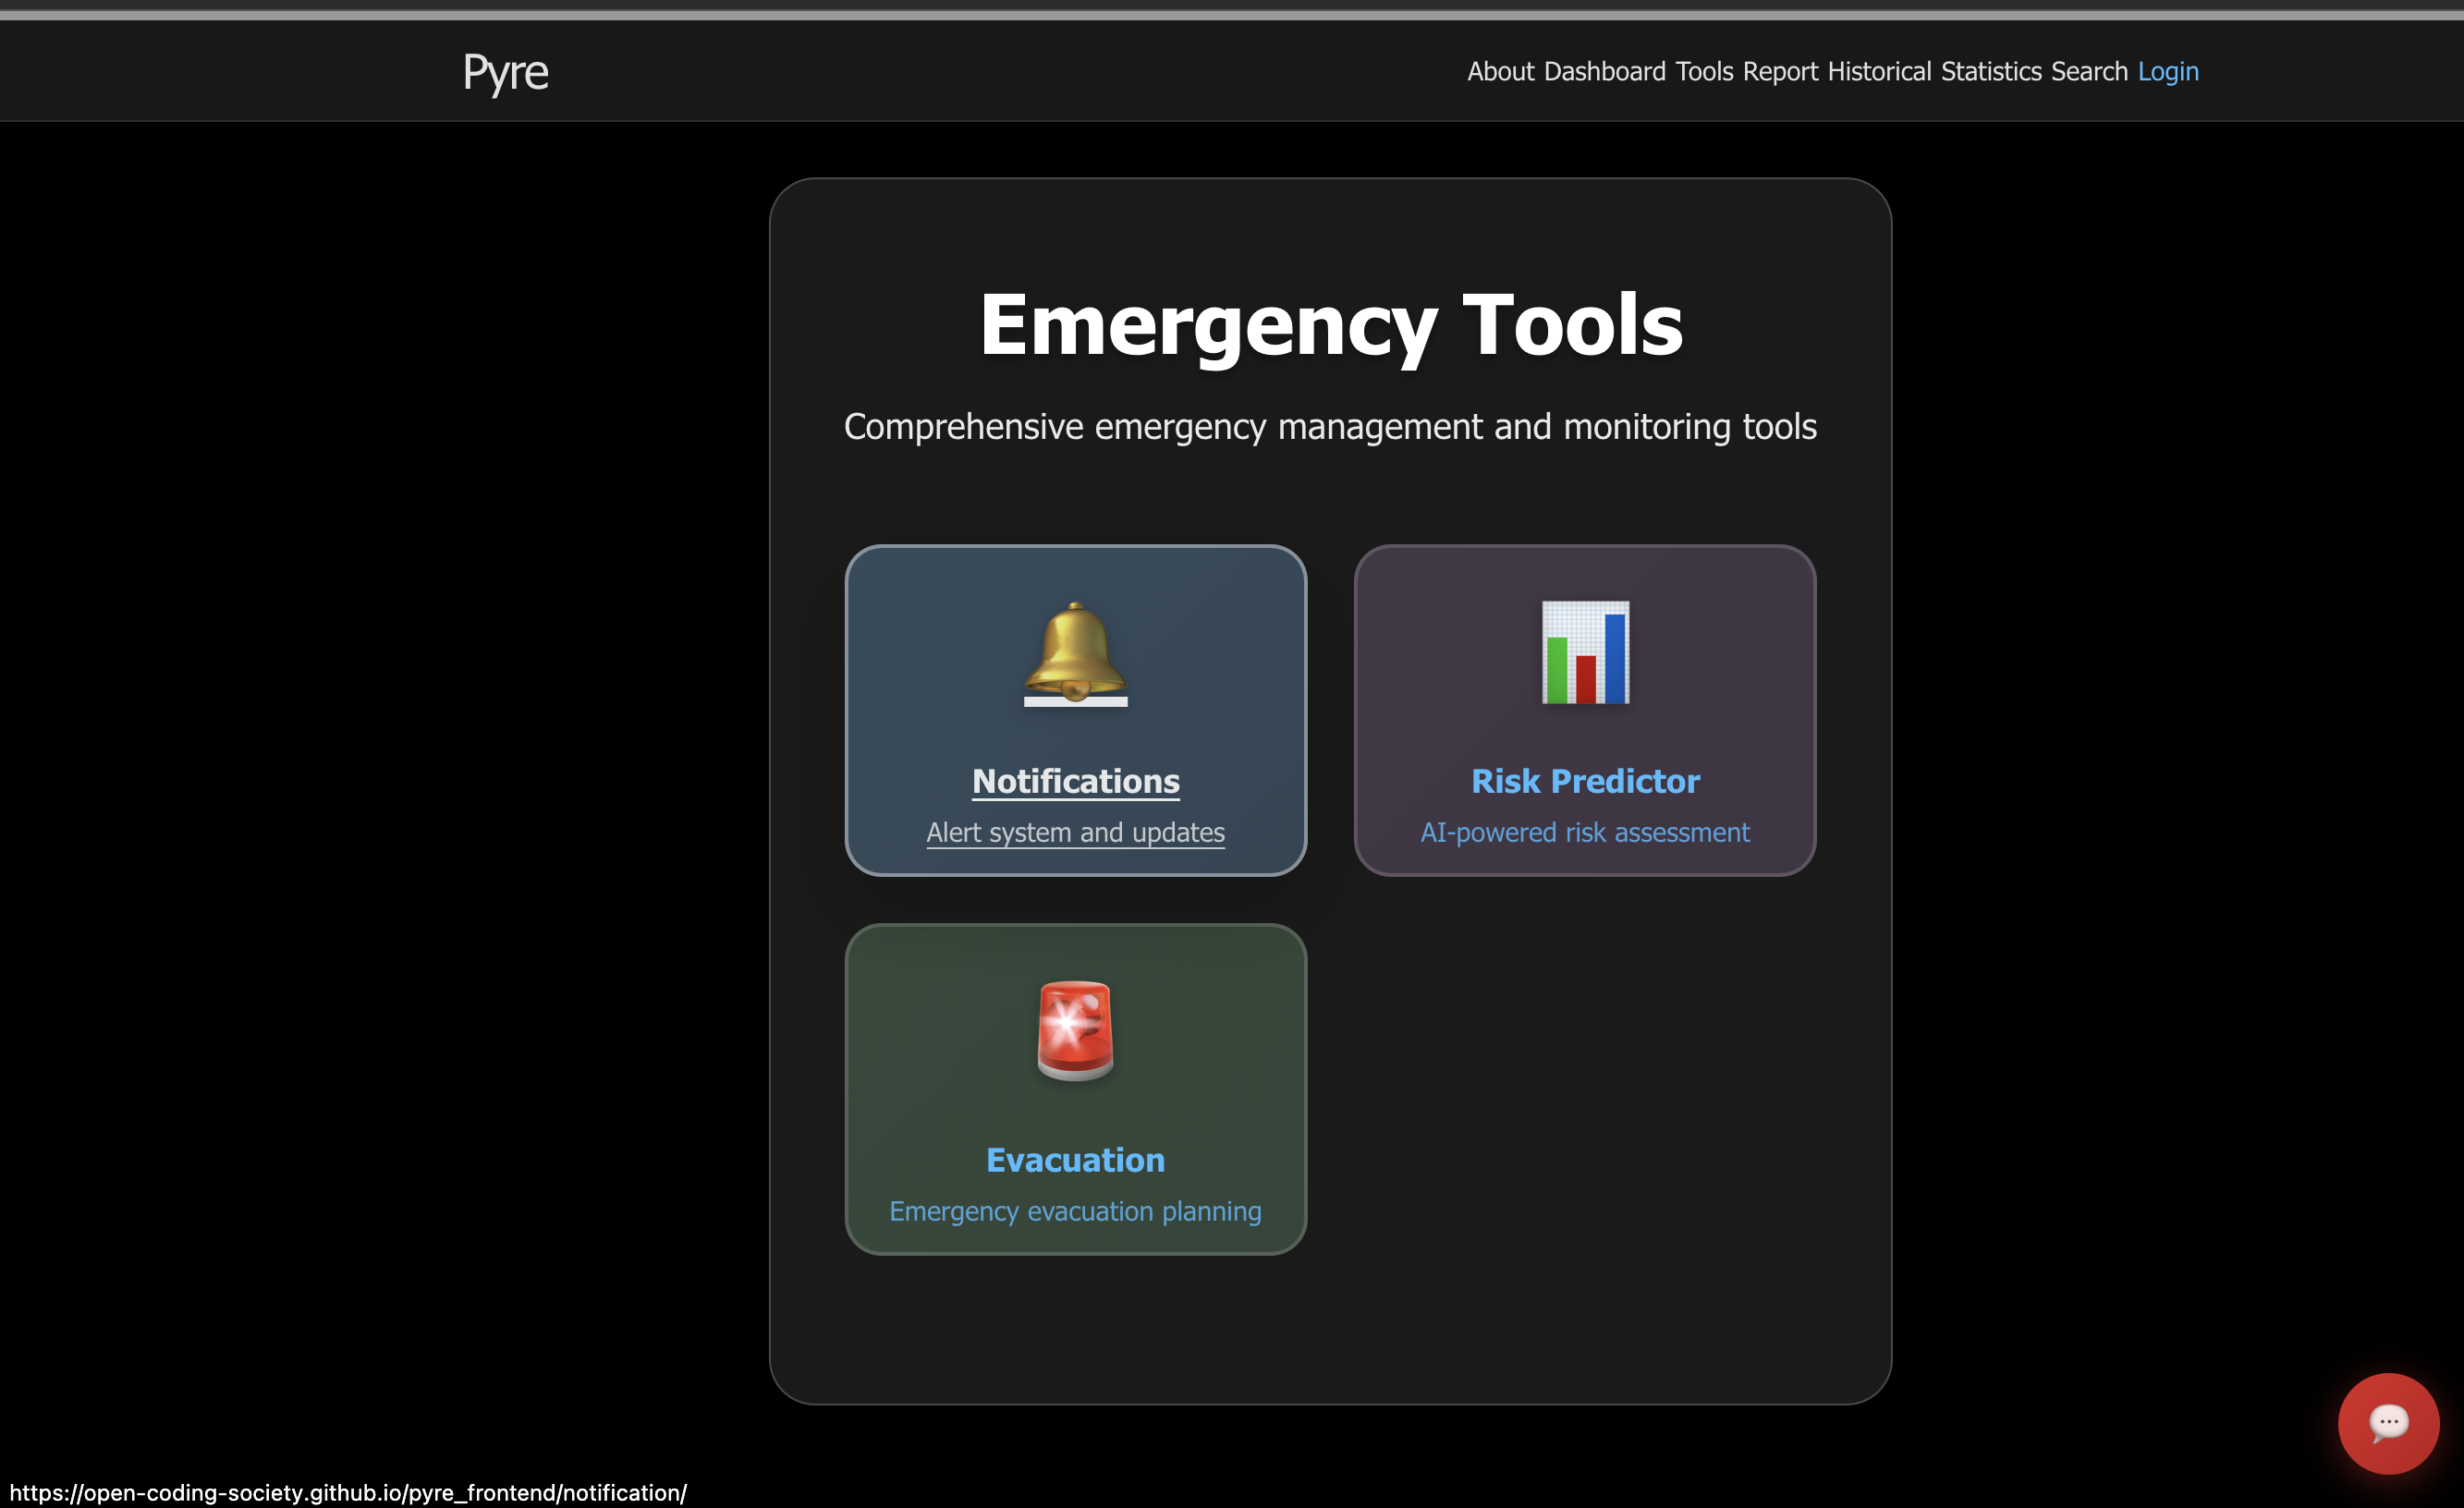 Pyre
About Dashboard Tools Report Historical Statistics Search Login
Emergency Tools
Comprehensive emergency management and monitoring tools
Notifications
Alert system and updates
Risk Predictor
AI-powered risk assessment
Evacuation
Emergency evacuation planning
https://open-coding-society.github.io/pyre_frontend/notification/